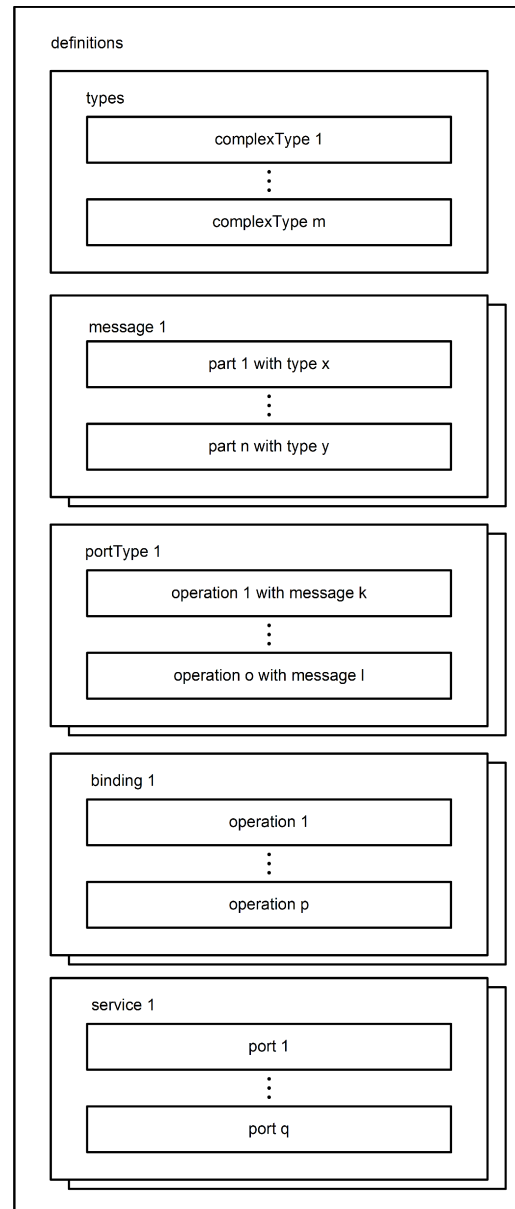 definitions
types
complexType 1
complexType m
message 1
part 1 with type x
part n with type y
portType 1
operation 1 with message k
operation o with message l
binding 1
operation 1
operation p
service 1
port 1
port q